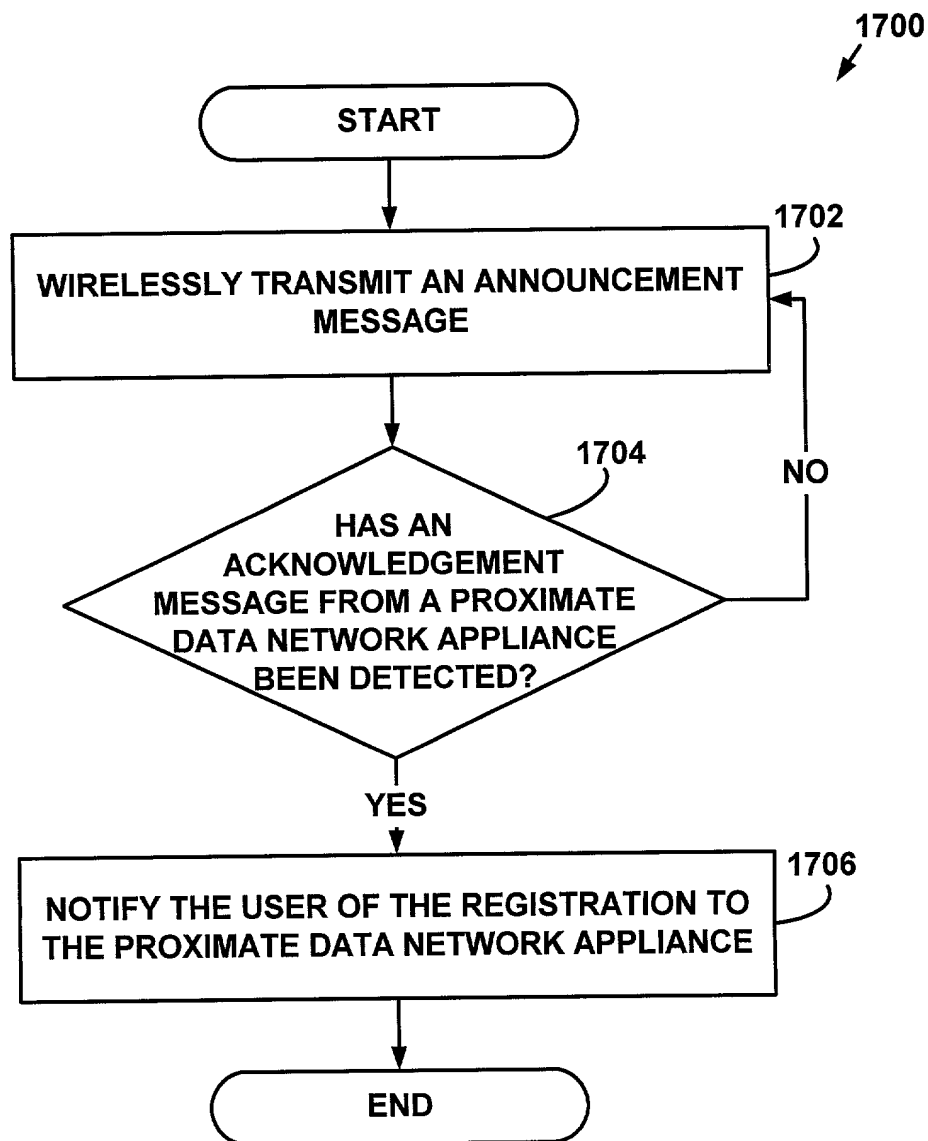 1700
START
1702
WIRELESSLY TRANSMIT AN ANNOUNCEMENT
MESSAGE
1704
NO
HAS AN
ACKNOWLEDGEMENT
MESSAGE FROM A PROXIMATE
DATA NETWORK APPLIANCE
BEEN DETECTED?
YES
1706
NOTIFY THE USER OF THE REGISTRATION TO
THE PROXIMATE DATA NETWORK APPLIANCE
END